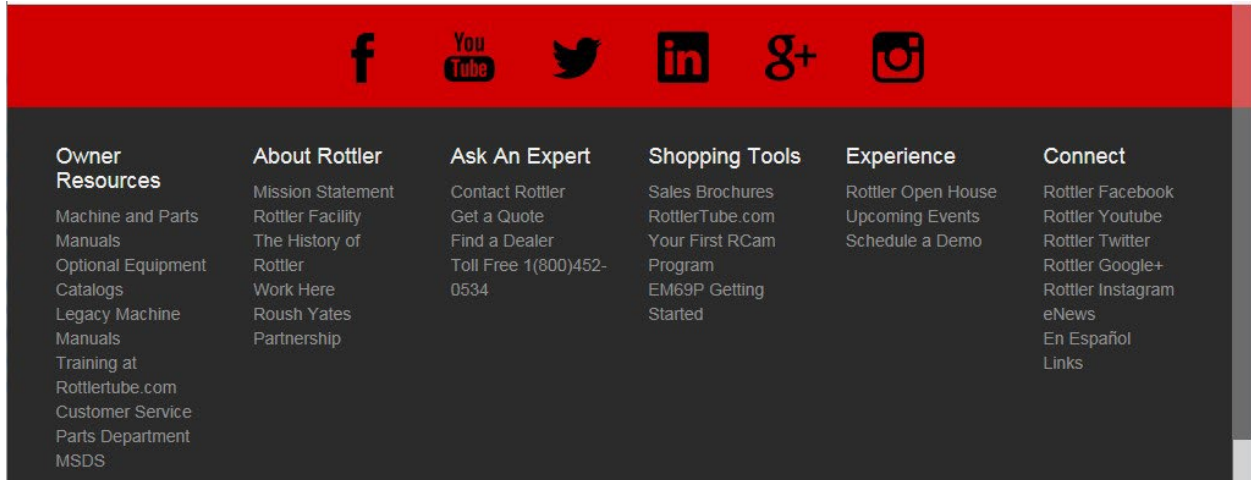 f
You
Tube
in
g+
Owner
Resources
Machine and Parts
Manuals
Optional Equipment
Catalogs
Legacy Machine
Manuals
Training at
Rottlertube.com
Customer Service
Parts Department
MSDS
About Rottler
Mission Statement
Rottler Facility
The History of
Rottler
Work Here
Roush Yates
Partnership
Ask An Expert
Contact Rottler
Get a Quote
Find a Dealer
Toll Free 1(800)452-
0534
Shopping Tools
Sales Brochures
RottlerTube.com
Your First RCam
Program
EM69P Getting
Started
Experience
Rottler Open House
Upcoming Events
Schedule a Demo
Connect
Rottler Facebook
Rottler Youtube
Rottler Twitter
Rottler Google+
Rottler Instagram
eNews
En Español
Links